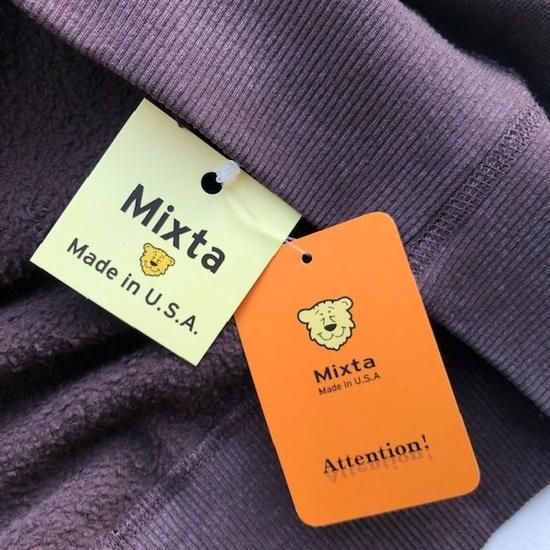 Mixta
Made in U.S.A.
Mixta
Made in U.S.A
Attention!